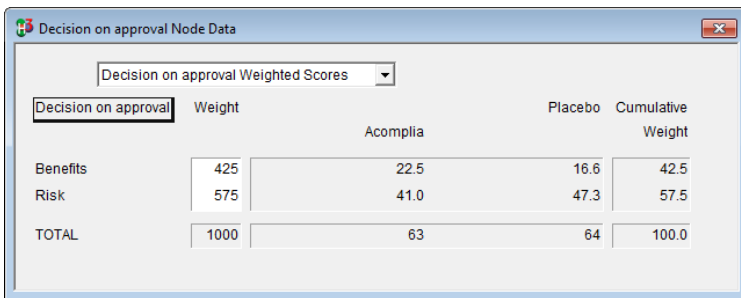 Decision on approval Node Data
Decision on approval Weighted Scores
Decision on approval Weight Placebo Cumulative
Acomplia Weight
Benefits 425 22.5 16.6 42.5
Risk 575 41.0 47.3 57.5
TOTAL 1000 63 64 100.0